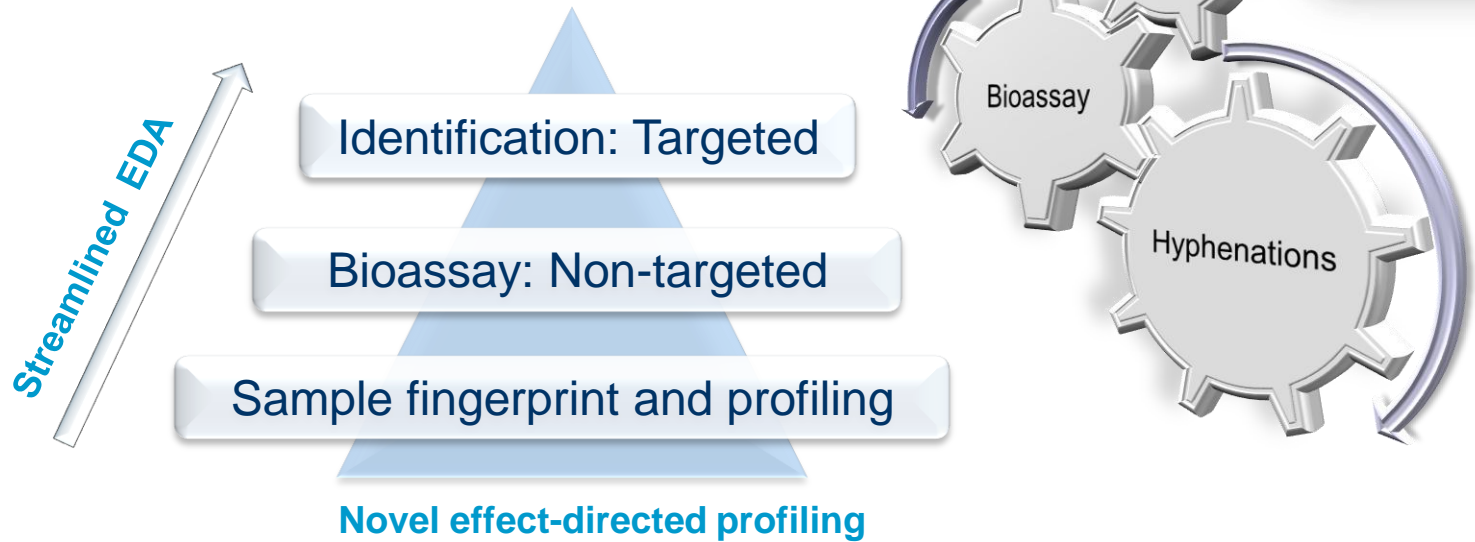 Streamlined EDA
Identification: Targeted
Bioassay: Non-targeted
Sample fingerprint and profiling
Novel effect-directed profiling
Bioassay
Hyphenations